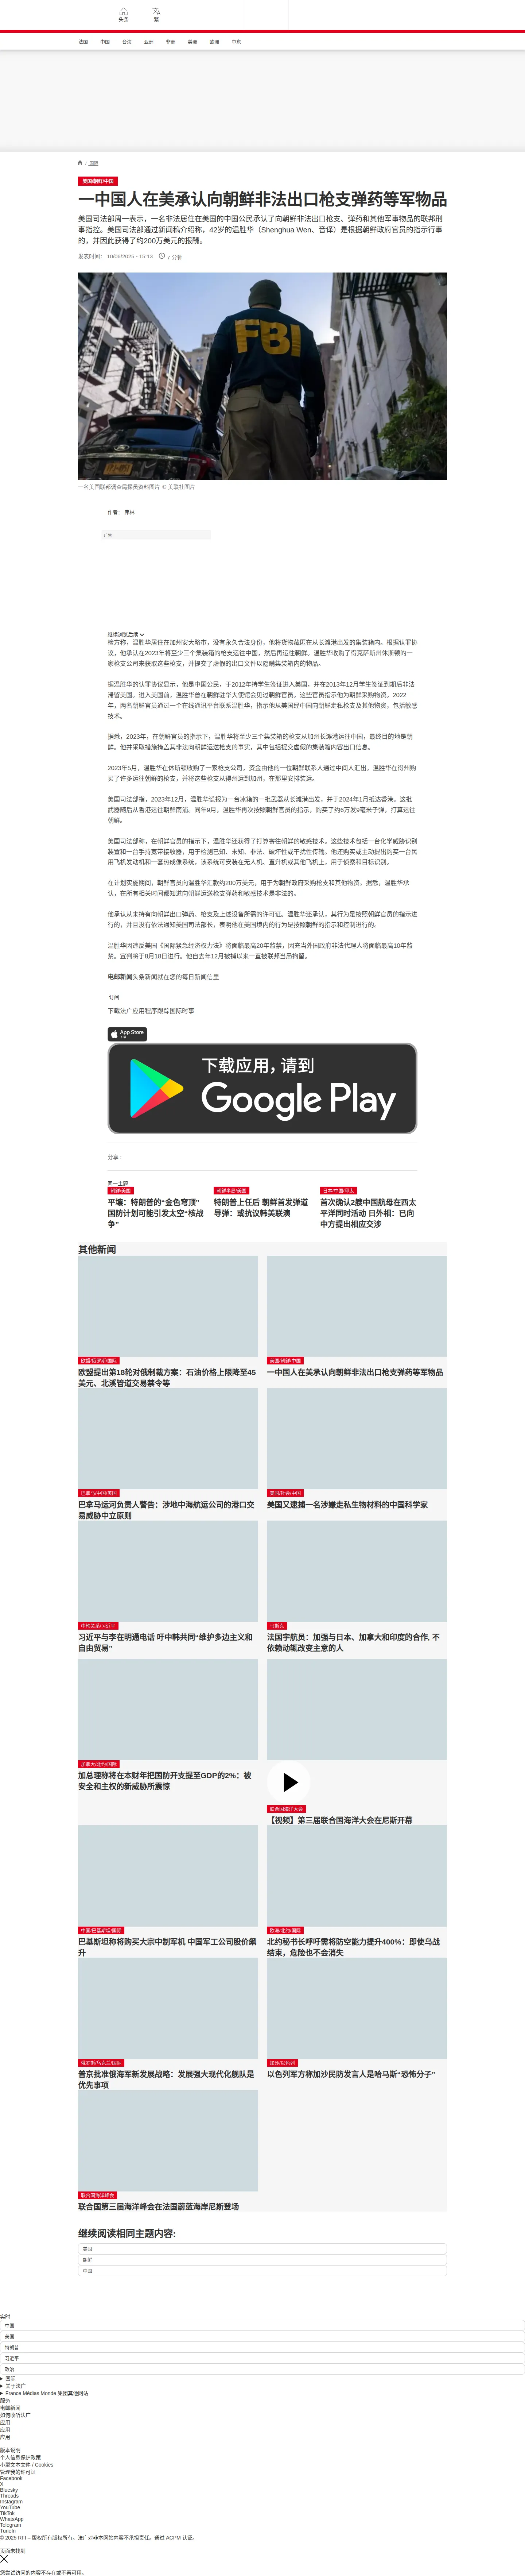 头条
繁
法国
中国
台海
亚洲
非洲
美洲
欧洲
中东
/ 国际
美国/朝鲜/中国
一中国人在美承认向朝鲜非法出口枪支弹药等军物品
美国司法部周一表示，一名非法居住在美国的中国公民承认了向朝鲜非法出口枪支、弹药和其他军事物品的联邦刑
事指控。美国司法部通过新闻稿介绍称，42岁的温胜华（Shenghua Wen、音译）是根据朝鲜政府官员的指示行事
的，并因此获得了约200万美元的报酬。
发表时间： 10/06/2025 - 15:13
7 分钟
FBI
一名美国联邦调查局探员资料图片 © 美联社图片
作者： 弗林
广告
继续浏览后续
检方称，温胜华居住在加州安大略市，没有永久合法身份，他将货物藏匿在从长滩港出发的集装箱内。根据认罪协
议，他承认在2023年将至少三个集装箱的枪支运往中国，然后再运往朝鲜。温胜华收购了得克萨斯州休斯顿的一
家枪支公司来获取这些枪支，并提交了虚假的出口文件以隐瞒集装箱内的物品。
据温胜华的认罪协议显示，他是中国公民，于2012年持学生签证进入美国，并在2013年12月学生签证到期后非法
滞留美国。进入美国前，温胜华曾在朝鲜驻华大使馆会见过朝鲜官员。这些官员指示他为朝鲜采购物资。2022
年，两名朝鲜官员通过一个在线通讯平台联系温胜华，指示他从美国经中国向朝鲜走私枪支及其他物资，包括敏感
技术。
据悉，2023年，在朝鲜官员的指示下，温胜华将至少三个集装箱的枪支从加州长滩港运往中国，最终目的地是朝
鲜。他并采取措施掩盖其非法向朝鲜运送枪支的事实，其中包括提交虚假的集装箱内容出口信息。
2023年5月，温胜华在休斯顿收购了一家枪支公司，资金由他的一位朝鲜联系人通过中间人汇出。温胜华在得州购
买了许多运往朝鲜的枪支，并将这些枪支从得州运到加州，在那里安排装运。
美国司法部指，2023年12月，温胜华谎报为一台冰箱的一批武器从长滩港出发，并于2024年1月抵达香港。这批
武器随后从香港运往朝鲜南浦。同年9月，温胜华再次按照朝鲜官员的指示，购买了约6万发9毫米子弹，打算运往
朝鲜。
美国司法部称，在朝鲜官员的指示下，温胜华还获得了打算寄往朝鲜的敏感技术。这些技术包括一台化学威胁识别
装置和一台手持宽带接收器，用于检测已知、未知、非法、破坏性或干扰性传输。他还购买或主动提出购买一台民
用飞机发动机和一套热成像系统，该系统可安装在无人机、直升机或其他飞机上，用于侦察和目标识别。
在计划实施期间，朝鲜官员向温胜华汇款约200万美元，用于为朝鲜政府采购枪支和其他物资。据悉，温胜华承
认，在所有相关时间都知道向朝鲜运送枪支弹药和敏感技术是非法的。
他承认从未持有向朝鲜出口弹药、枪支及上述设备所需的许可证。温胜华还承认，其行为是按照朝鲜官员的指示进
行的，并且没有依法通知美国司法部长，表明他在美国境内的行为是按照朝鲜的指示和控制进行的。
温胜华因违反美国《国际紧急经济权力法》将面临最高20年监禁，因充当外国政府非法代理人将面临最高10年监
禁。宣判将于8月18日进行。他自去年12月被捕以来一直被联邦当局拘留。
电邮新闻头条新闻就在您的每日新闻信里
订阅
下载法广应用程序跟踪国际时事
App Store
下载应用，请到
Google Play
分享 :
同一主题
朝鲜/美国
平壤：特朗普的“金色穹顶”
国防计划可能引发太空“核战
争”
朝鲜半岛/美国
特朗普上任后 朝鲜首发弹道
导弹：或抗议韩美联演
日本/中国/印太
首次确认2艘中国航母在西太
平洋同时活动 日外相：已向
中方提出相应交涉
其他新闻
欧盟/俄罗斯/国际
欧盟提出第18轮对俄制裁方案：石油价格上限降至45
美元、北溪管道交易禁令等
美国/朝鲜/中国
一中国人在美承认向朝鲜非法出口枪支弹药等军物品
巴拿马/中国/美国
巴拿马运河负责人警告：涉地中海航运公司的港口交
易威胁中立原则
美国/社会/中国
美国又逮捕一名涉嫌走私生物材料的中国科学家
中韩关系/习近平
习近平与李在明通电话 吁中韩共同“维护多边主义和
自由贸易”
马跃克
法国宇航员：加强与日本、加拿大和印度的合作, 不
依赖动辄改变主意的人
加拿大/北约/国际
加总理称将在本财年把国防开支提至GDP的2%：被
安全和主权的新威胁所震惊
联合国海洋大会
【视频】第三届联合国海洋大会在尼斯开幕
中国/巴基斯坦/国际
巴基斯坦称将购买大宗中制军机 中国军工公司股价飙
升
欧洲/北约/国际
北约秘书长呼吁需将防空能力提升400%：即使乌战
结束，危险也不会消失
俄罗斯/乌克兰/国际
普京批准俄海军新发展战略：发展强大现代化舰队是
优先事项
加沙/以色列
以色列军方称加沙民防发言人是哈马斯“恐怖分子”
联合国海洋峰会
联合国第三届海洋峰会在法国蔚蓝海岸尼斯登场
继续阅读相同主题内容:
美国
朝鲜
中国
实时
中国
美国
特朗普
习近平
政治
国际
关于法广
France Médias Monde 集团其他网站
服务
电邮新闻
如何收听法广
应用
应用
应用
版本说明
个人信息保护政策
小型文本文件 / Cookies
管理我的许可证
Facebook
X
Bluesky
Threads
Instagram
YouTube
TikTok
WhatsApp
Telegram
TuneIn
© 2025 RFI – 版权所有版权所有。法广对非本网站内容不承担责任。通过 ACPM 认证。
页面未找到
您尝试访问的内容不存在或不再可用。